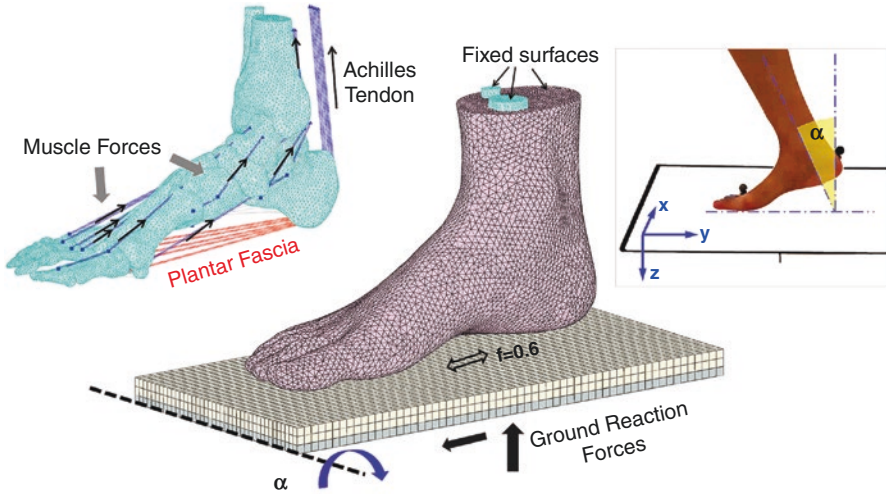 Achilles
Tendon
Muscle Forces
Plantar Fascia
Fixed surfaces
α
x
y
z
f=0.6
Ground Reaction
Forces
α